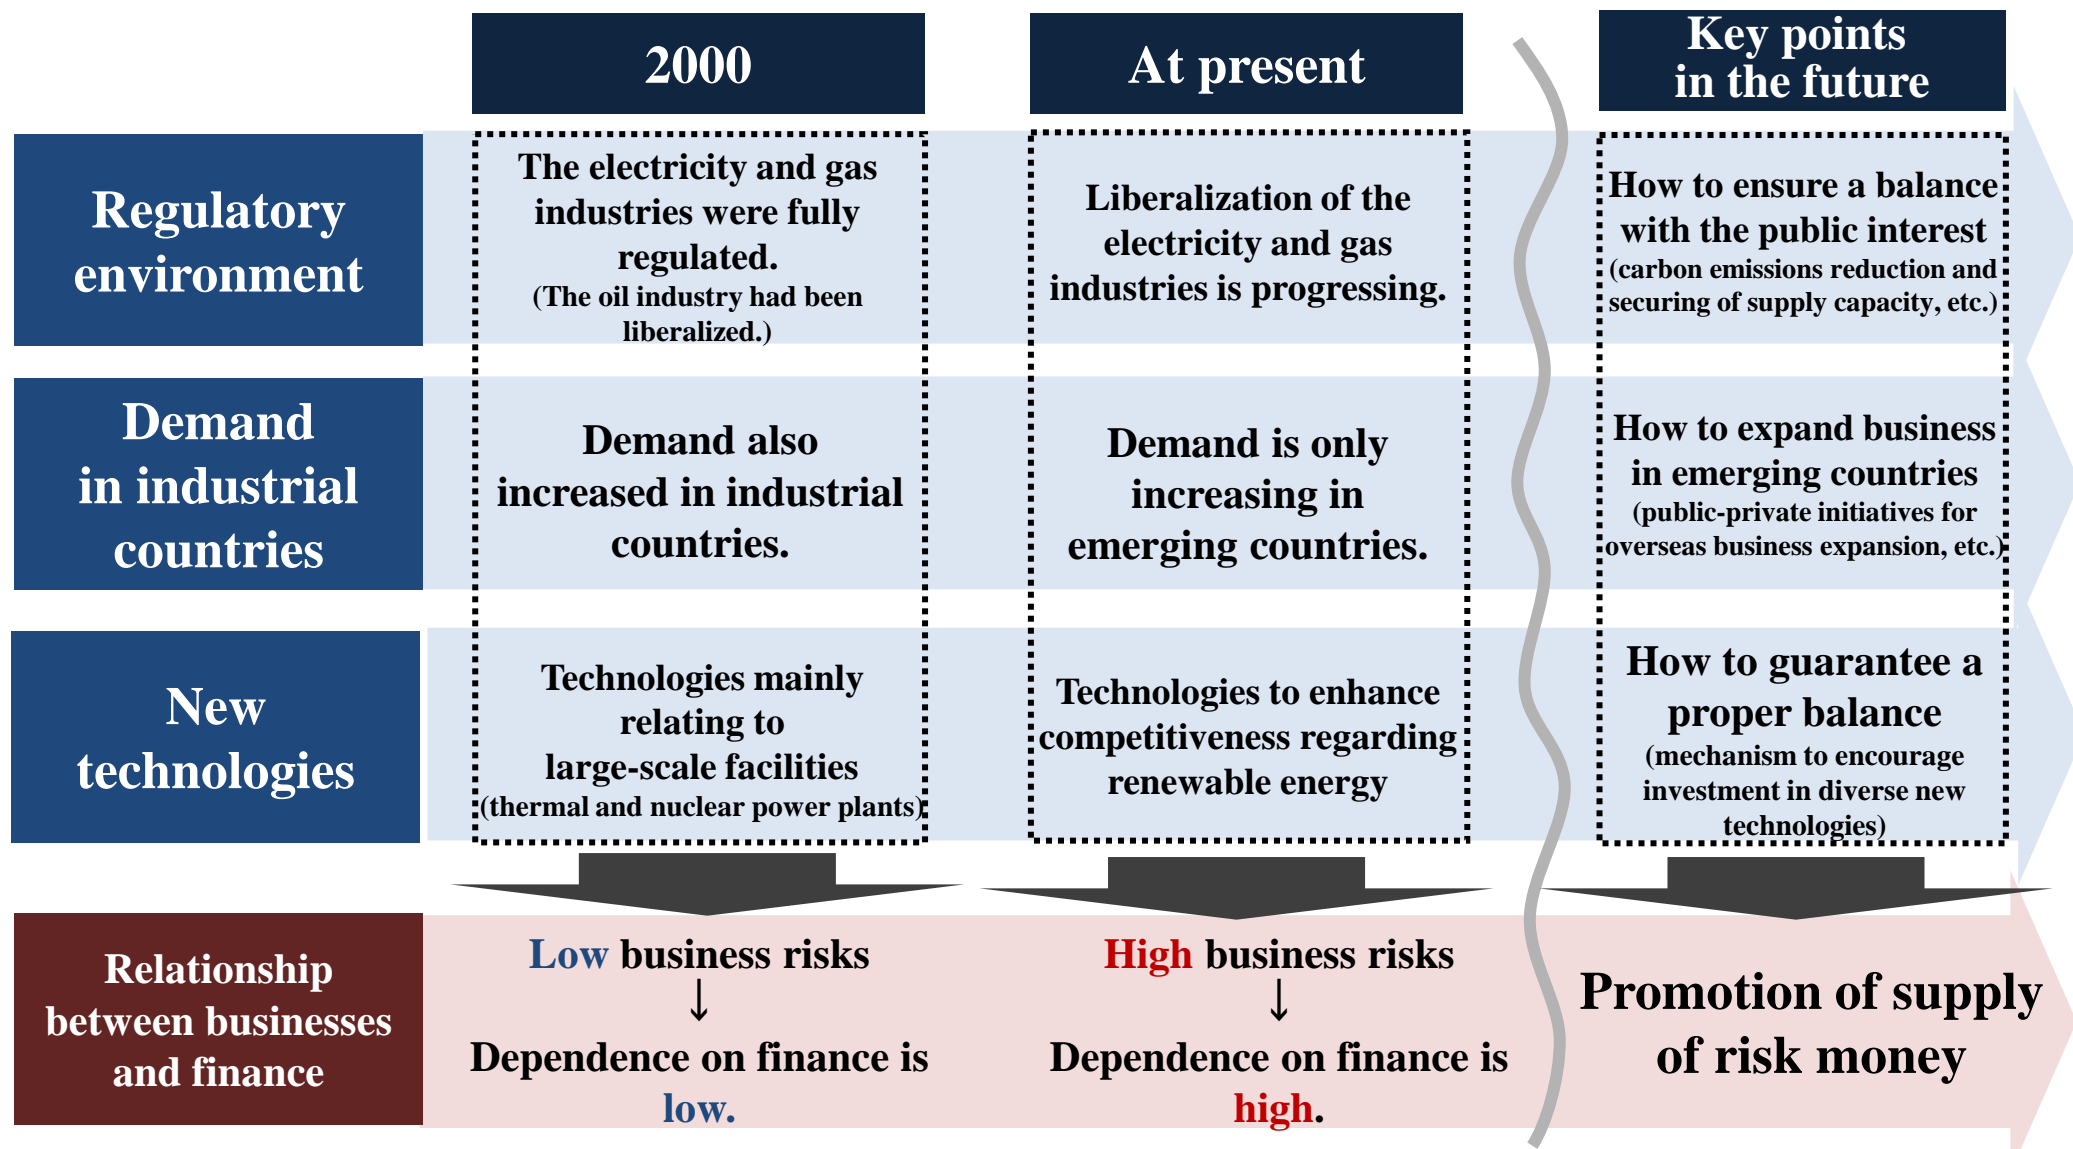 2000
At present
Key points
in the future
Regulatory
environment
The electricity and gas
industries were fully
regulated.
(The oil industry had been
liberalized.)
Liberalization of the
electricity and gas
industries is progressing.
How to ensure a balance
with the public interest
(carbon emissions reduction and
securing of supply capacity, etc.)
Demand
in industrial
countries
Demand also
increased in industrial
countries.
Demand is only
increasing in
emerging countries.
How to expand business
in emerging countries
(public-private initiatives for
overseas business expansion, etc.)
New
technologies
Technologies mainly
relating to
large-scale facilities
(thermal and nuclear power plants)
Technologies to enhance
competitiveness regarding
renewable energy
How to guarantee a
proper balance
(mechanism to encourage
investment in diverse new
technologies)
Relationship
between businesses
and finance
Low business risks
↓
Dependence on finance is
low.
High business risks
↓
Dependence on finance is
high.
Promotion of supply
of risk money